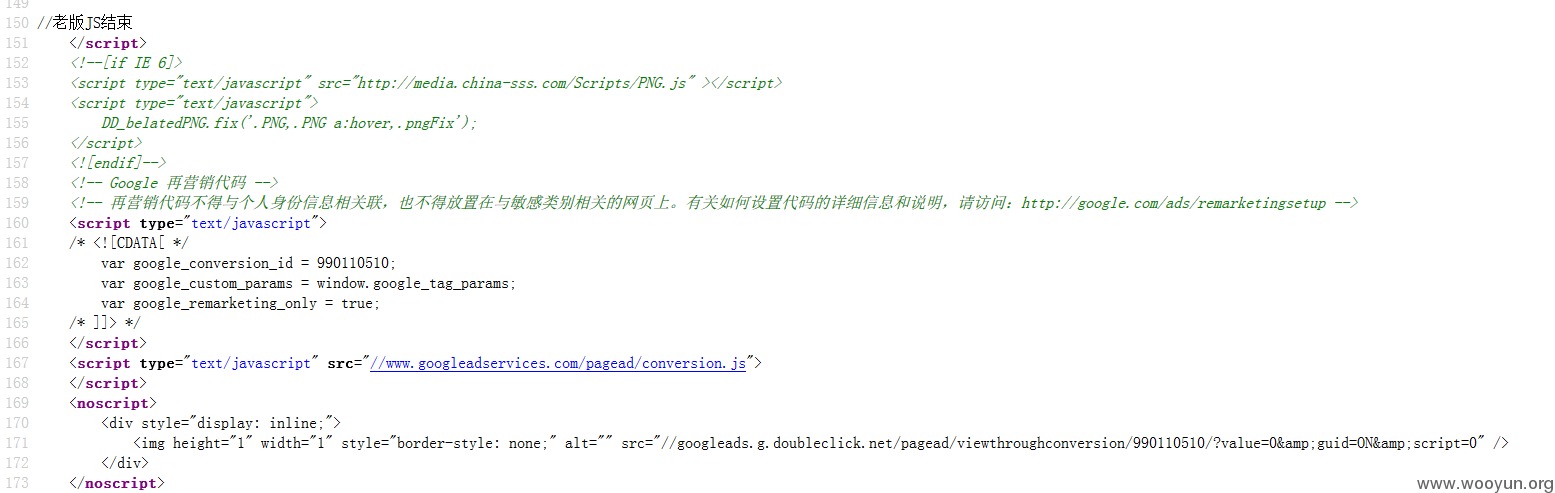 149
150 //老版JS结束
151 </script>
152 <!--[if IE 6]>
153 <script type="text/javascript" src="http://media.china-sss.com/Scripts/PNG.js" ></script>
154 <script type="text/javascript">
155 DD_belatedPNG.fix('.PNG,.PNG a:hover,.pngFix');
156 </script>
157 <![endif]-->
158 <!-- Google 再营销代码 -->
159 <!-- 再营销代码不得与个人身份信息相关联，也不得放置在与敏感类别相关的网页上。有关如何设置代码的详细信息和说明，请访问：http://google.com/ads/remarketingsetup -->
160 <script type="text/javascript">
161 /* <![CDATA[ */
162 var google_conversion_id = 990110510;
163 var google_custom_params = window.google_tag_params;
164 var google_remarketing_only = true;
165 /* ]]> */
166 </script>
167 <script type="text/javascript" src="//www.googleadservices.com/pagead/conversion.js">
168 </script>
169 <noscript>
170 <div style="display: inline;">
171 <img height="1" width="1" style="border-style: none;" alt="" src="//googleads.g.doubleclick.net/pagead/viewthroughconversion/990110510/?value=0&amp;guid=ON&amp;script=0" />
172 </div>
173 </noscript>
www.wooyun.org